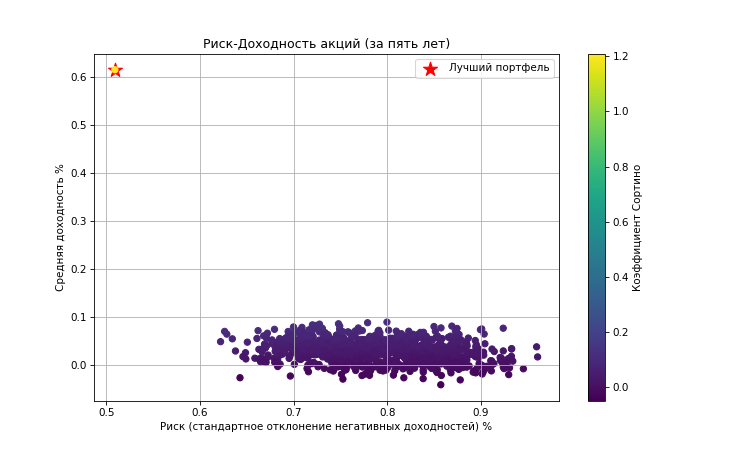 Риск-Доходность акций (за пять лет)
Лучший портфель
Средняя доходность %
0.6
0.5
0.4
0.3
0.2
0.1
0.0
0.5 0.6 0.7 0.8 0.9
Риск (стандартное отклонение негативных доходностей) %
1.2
1.0
0.8
0.6
0.4
0.2
0.0
Коэффициент Сортино